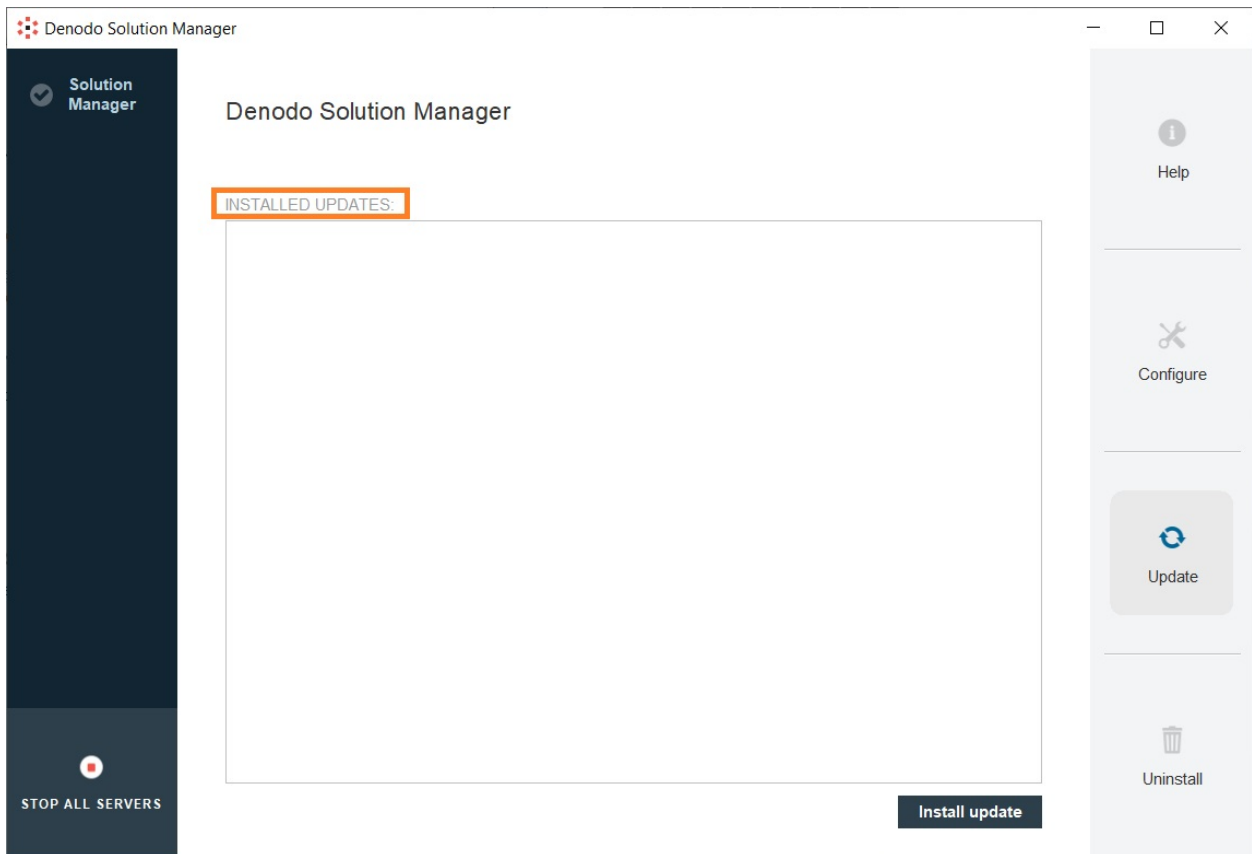 Denodo Solution Manager
Solution
Manager
Denodo Solution Manager
INSTALLED UPDATES:
Help
Configure
Update
Uninstall
STOP ALL SERVERS
Install update